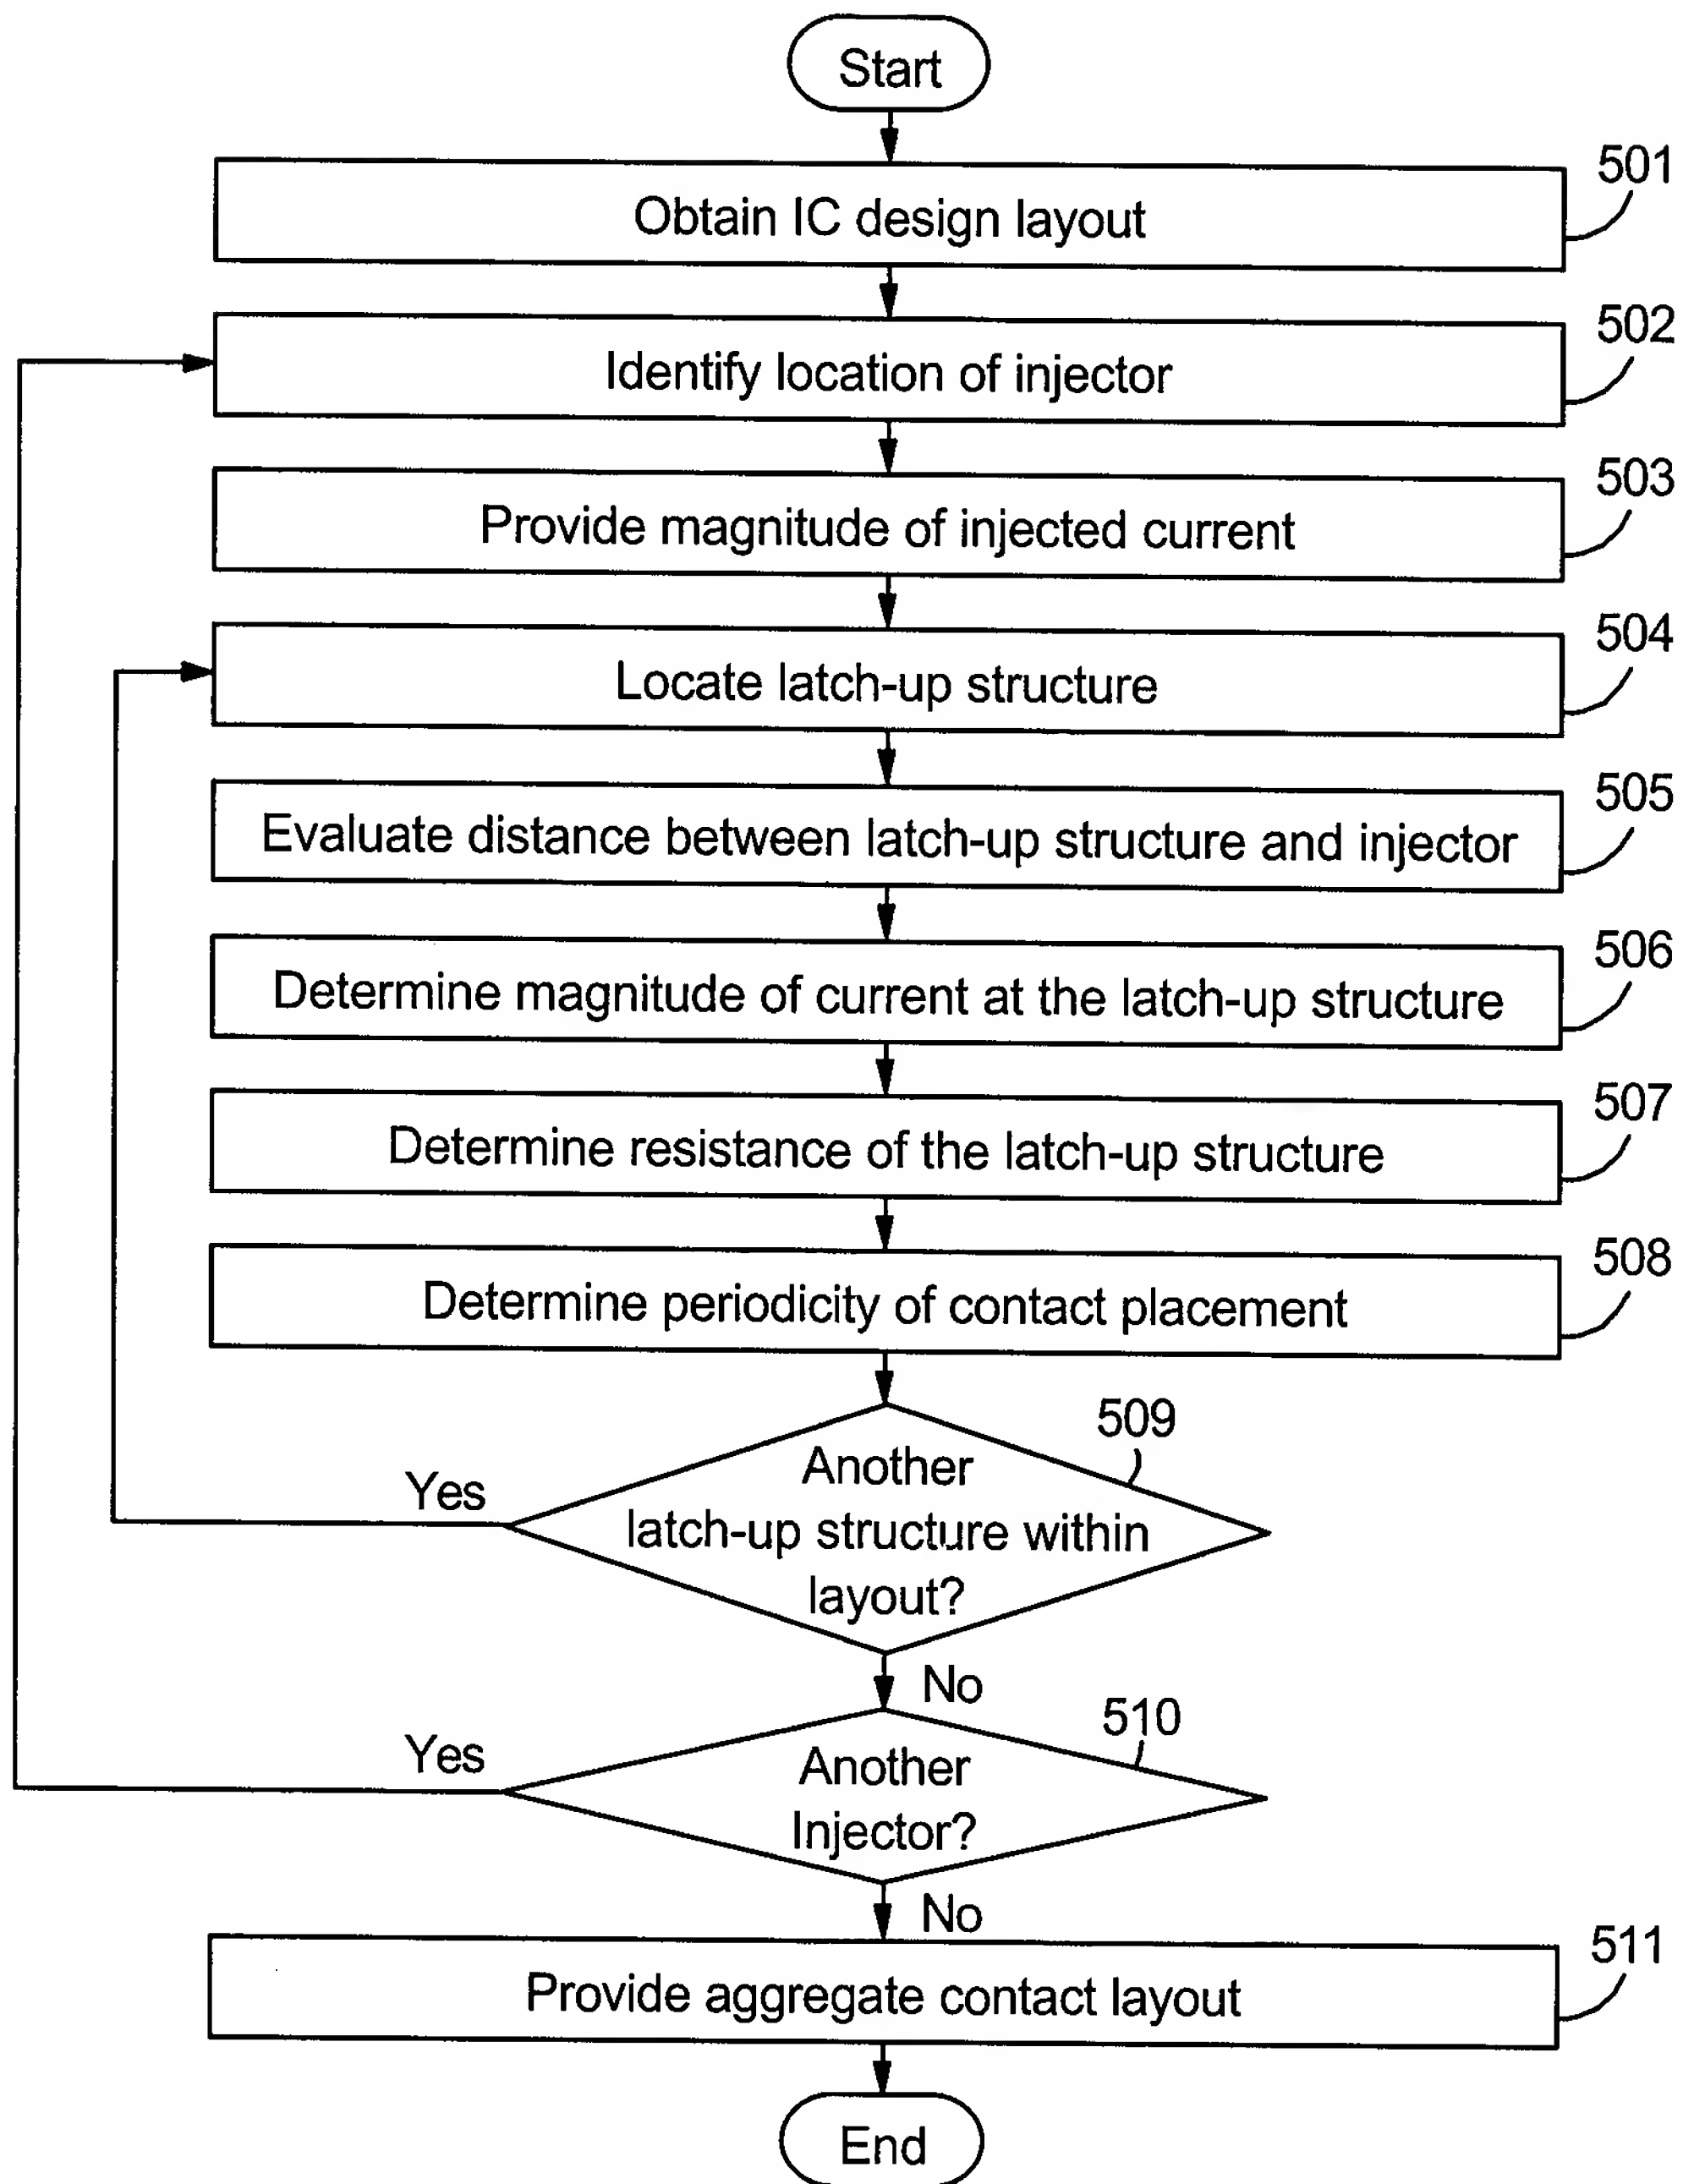 Start
501
Obtain IC design layout
502
Identify location of injector
503
Provide magnitude of injected current
504
Locate latch-up structure
505
Evaluate distance between latch-up structure and injector
506
Determine magnitude of current at the latch-up structure
507
Determine resistance of the latch-up structure
508
Determine periodicity of contact placement
509
Another
latch-up structure within
layout?
Yes
No
510
Another
Injector?
Yes
No
511
Provide aggregate contact layout
End